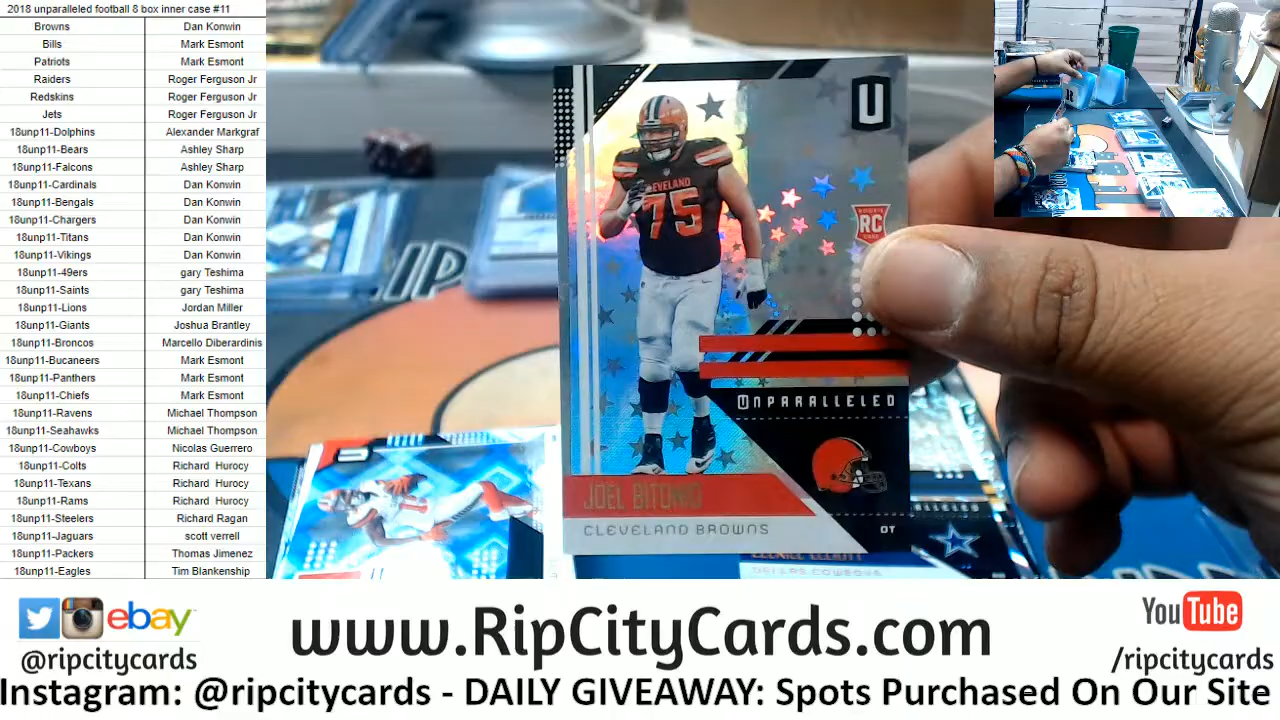 2018 unparalleled football 8 box inner case #11
Browns Dan Konwin
Bills Mark Esmont
Patriots Mark Esmont
Raiders Roger Ferguson Jr
Redskins Roger Ferguson Jr
Jets Roger Ferguson Jr
18unp11-Dolphins Alexander Markgraf
18unp11-Bears Ashley Sharp
18unp11-Falcons Ashley Sharp
18unp11-Cardinals Dan Konwin
18unp11-Bengals Dan Konwin
18unp11-Chargers Dan Konwin
18unp11-Titans Dan Konwin
18unp11-Vikings Dan Konwin
18unp11-49ers gary Teshima
18unp11-Saints gary Teshima
18unp11-Lions Jordan Miller
18unp11-Giants Joshua Brantley
18unp11-Broncos Marcello Diberardinis
18unp11-Bucaneers Mark Esmont
18unp11-Panthers Mark Esmont
18unp11-Chiefs Mark Esmont
18unp11-Ravens Michael Thompson
18unp11-Seahawks Michael Thompson
18unp11-Cowboys Nicolas Guerrero
18unp11-Colts Richard Hurocy
18unp11-Texans Richard Hurocy
18unp11-Rams Richard Hurocy
18unp11-Steelers Richard Ragan
18unp11-Jaguars scott verrell
18unp11-Packers Thomas Jimenez
18unp11-Eagles Tim Blankenship
U
CLEVELAND
75
ROOKIE
RC
CARD
UNPARALLELED
JOEL BITONIO
CLEVELAND BROWNS
OT
EZEKIEL ELLIOTT
DALLAS COWBOYS
RIP
ebay
@ripcitycards
www.RipCityCards.com
YouTube
/ripcitycards
Instagram: @ripcitycards - DAILY GIVEAWAY: Spots Purchased On Our Site